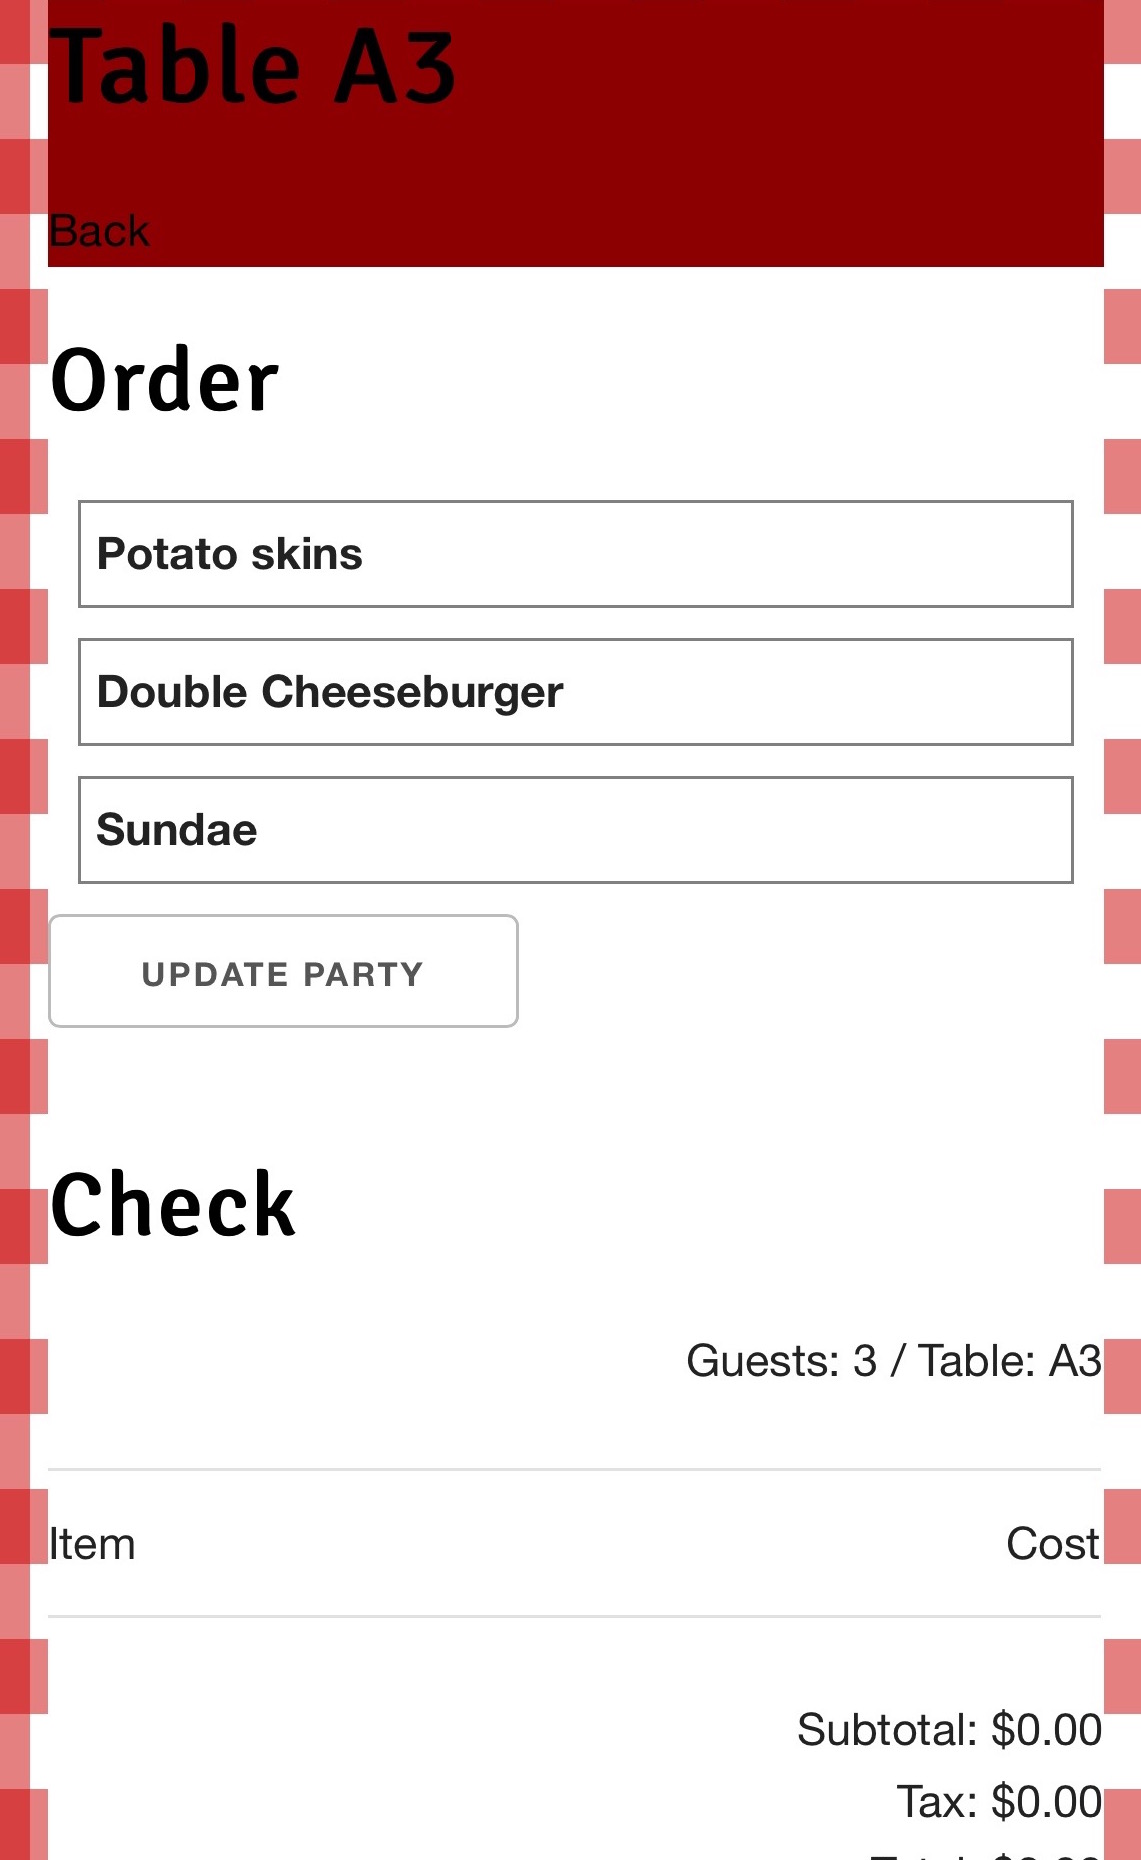 Table A3
Back
Order
Potato skins
Double Cheeseburger
Sundae
UPDATE PARTY
Check
Guests: 3 / Table: A3
Item Cost
Subtotal: $0.00
Tax: $0.00